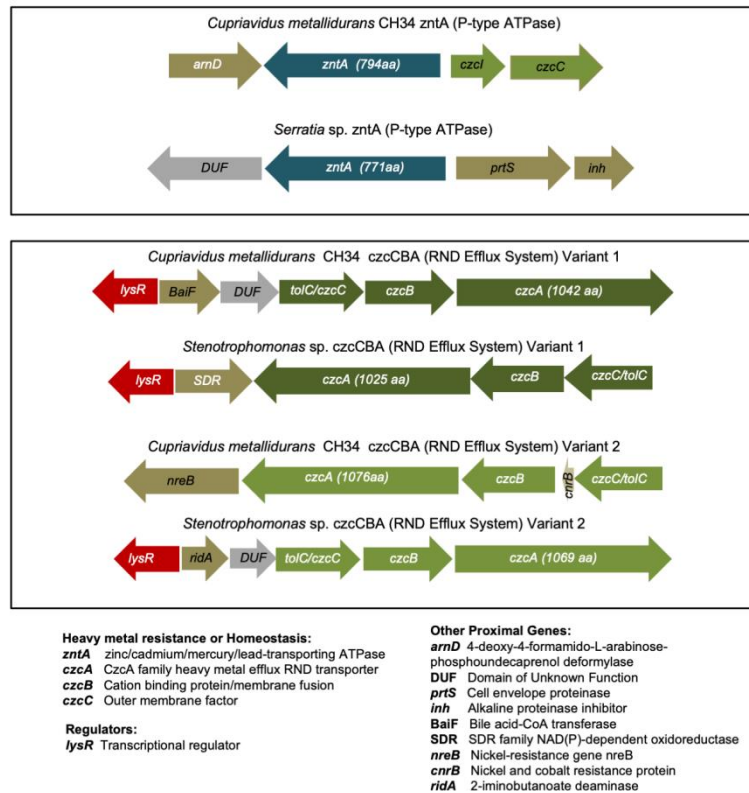 Cupriavidus metallidurans CH34 zntA (P-type ATPase)
arnD zntA (794aa) czcI czcC
Serratia sp. zntA (P-type ATPase)
DUF zntA (771aa) prtS inh
Cupriavidus metallidurans CH34 czcCBA (RND Efflux System) Variant 1
lysR BaiF DUF tolC/czcC czcB czcA (1042 aa)
Stenotrophomonas sp. czcCBA (RND Efflux System) Variant 1
lysR SDR czcA (1025 aa) czcB czcC/tolC
Cupriavidus metallidurans CH34 czcCBA (RND Efflux System) Variant 2
nreB czcA (1076aa) czcB cnrB czcC/tolC
Stenotrophomonas sp. czcCBA (RND Efflux System) Variant 2
lysR ridA DUF tolC/czcC czcB czcA (1069 aa)
Heavy metal resistance or Homeostasis:
zntA zinc/cadmium/mercury/lead-transporting ATPase
czcA CzcA family heavy metal efflux RND transporter
czcB Cation binding protein/membrane fusion
czcC Outer membrane factor
Regulators:
lysR Transcriptional regulator
Other Proximal Genes:
arnD 4-deoxy-4-formamido-L-arabinose-
phosphoundecaprenol deformylase
DUF Domain of Unknown Function
prtS Cell envelope proteinase
inh Alkaline proteinase inhibitor
BaiF Bile acid-CoA transferase
SDR SDR family NAD(P)-dependent oxidoreductase
nreB Nickel-resistance gene nreB
cnrB Nickel and cobalt resistance protein
ridA 2-iminobutanoate deaminase